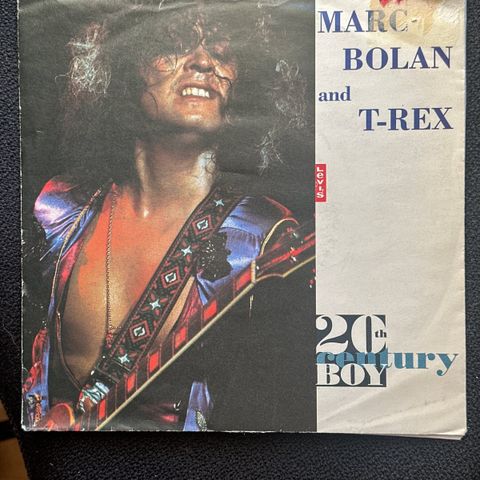 MARC
BOLAN
and
T-REX
LEVI'S
20th
century
BOY